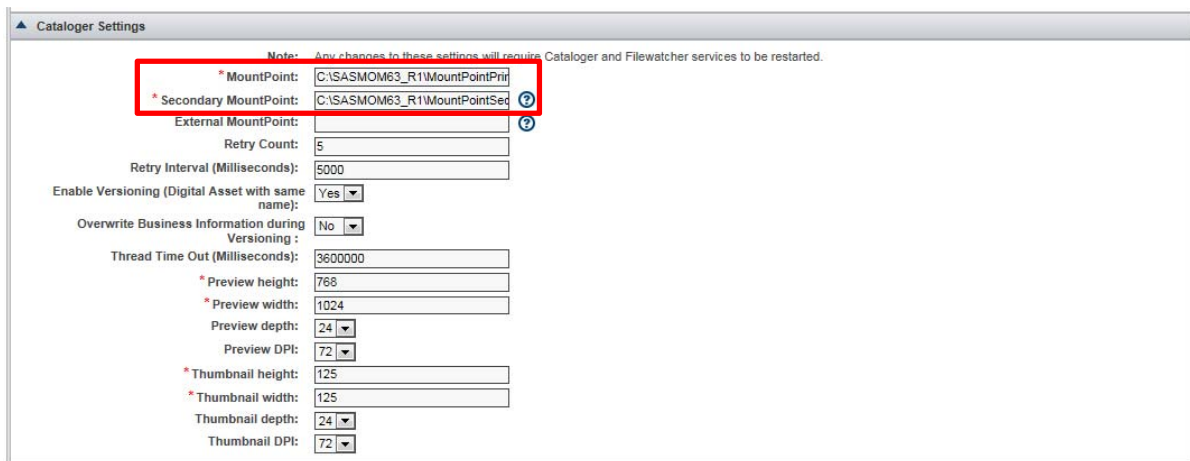 Cataloger Settings
Note: Any changes to these settings will require Cataloger and Filewatcher services to be restarted.
* MountPoint: C:\SASMOM63_R1\MountPointPrir
* Secondary MountPoint: C:\SASMOM63_R1\MountPointSec ?
External MountPoint: ?
Retry Count: 5
Retry Interval (Milliseconds): 5000
Enable Versioning (Digital Asset with same
name): Yes
Overwrite Business Information during
Versioning : No
Thread Time Out (Milliseconds): 3600000
* Preview height: 768
* Preview width: 1024
Preview depth: 24
Preview DPI: 72
* Thumbnail height: 125
* Thumbnail width: 125
Thumbnail depth: 24
Thumbnail DPI: 72